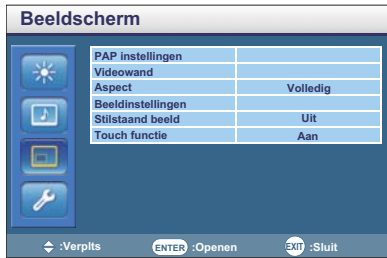 Beeldscherm
PAP instellingen
Videowand
Aspect Volledig
Beeldinstellingen
Stilstaand beeld Uit
Touch functie Aan
:Verplts ENTER :Openen EXIT :Sluit